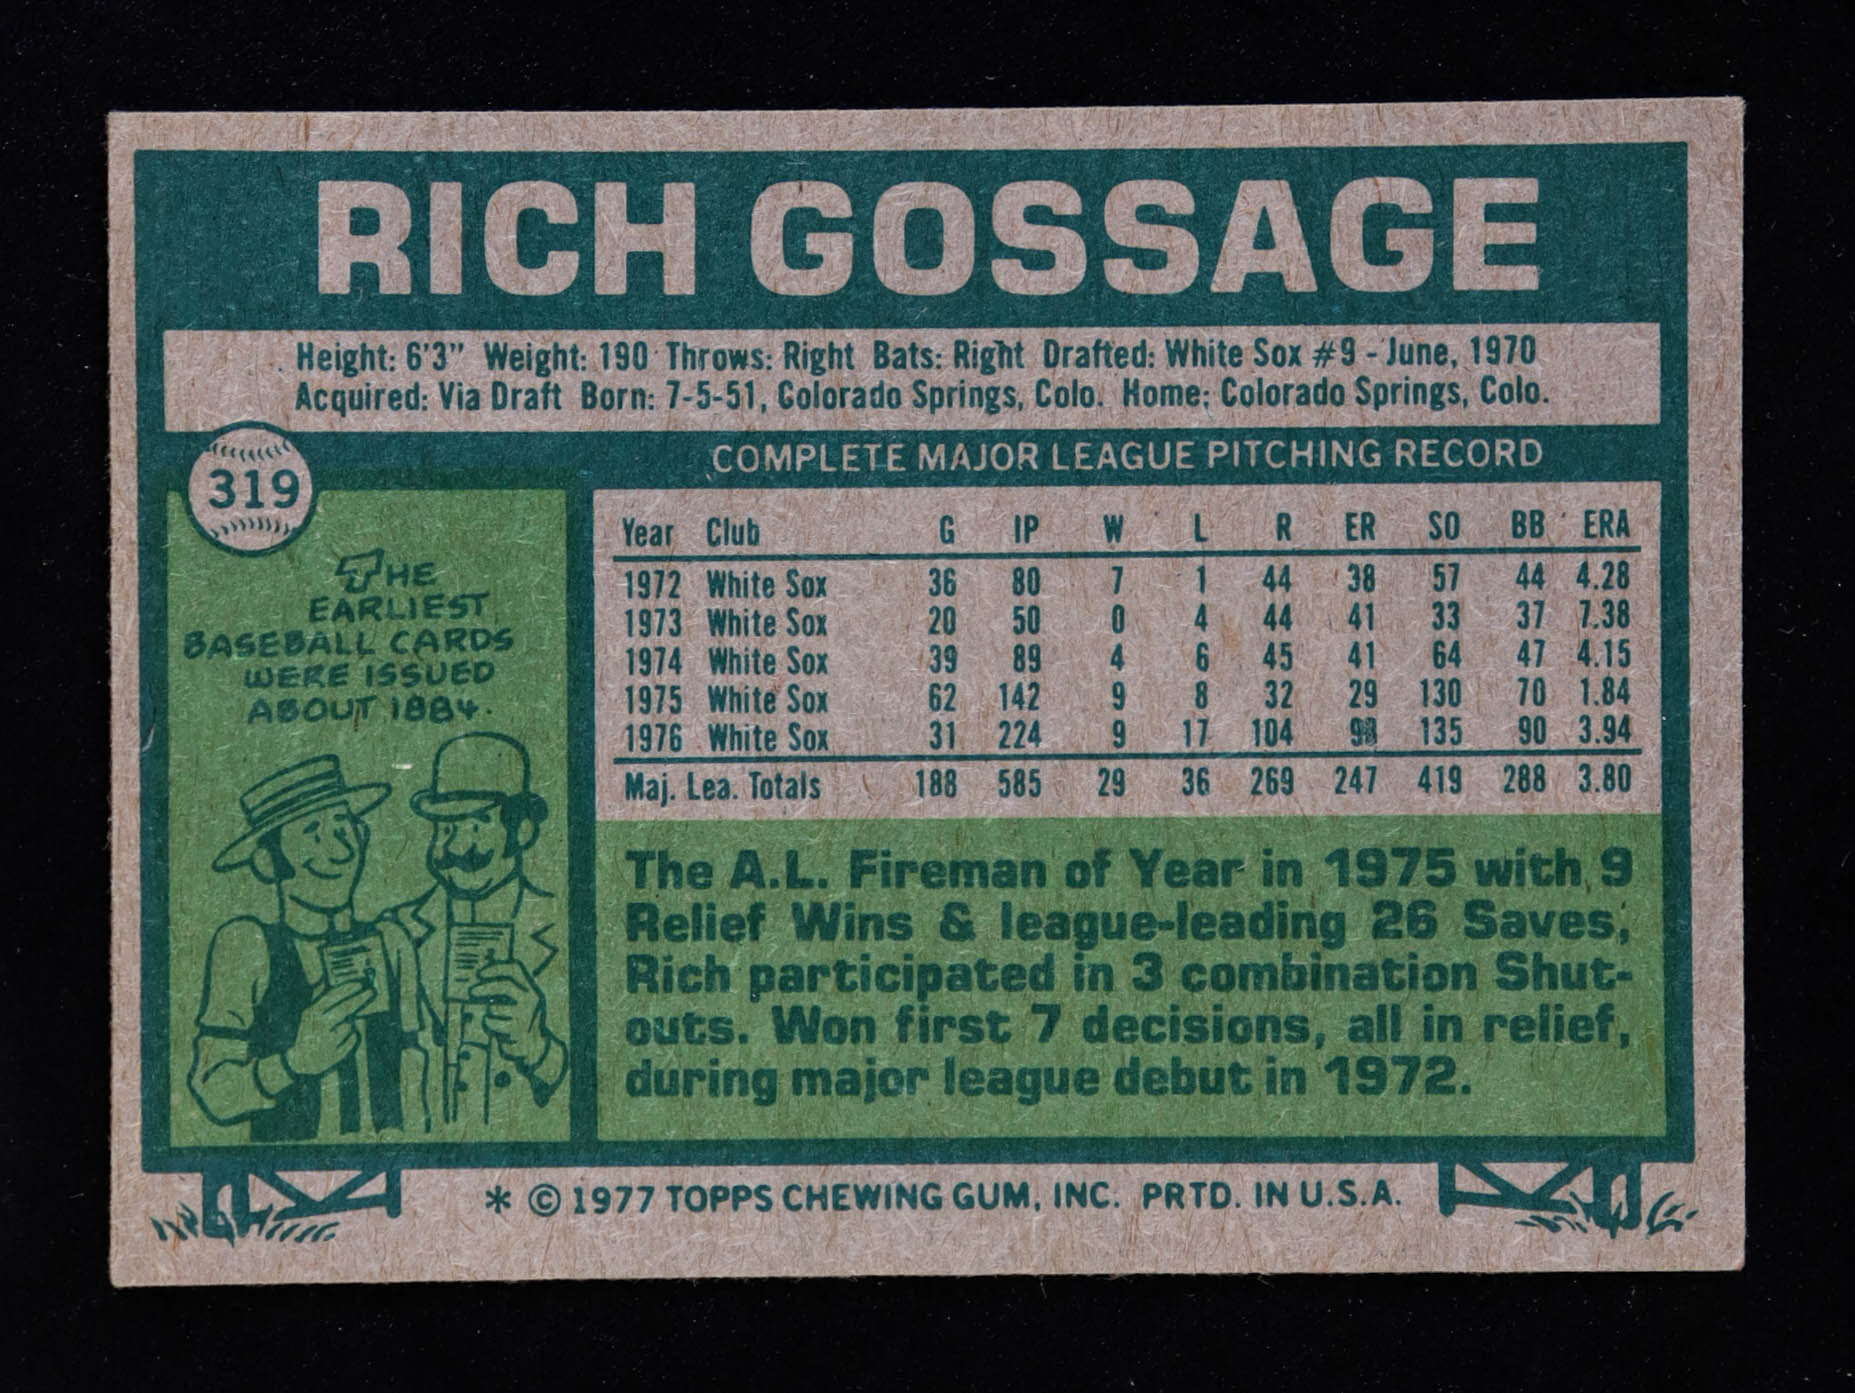 RICH GOSSAGE
Height: 6'3" Weight: 190 Throws: Right Bats: Right Drafted: White Sox #9 - June, 1970
Acquired: Via Draft Born: 7-5-51, Colorado Springs, Colo. Home: Colorado Springs, Colo.
319
THE
EARLIEST
BASEBALL CARDS
WERE ISSUED
ABOUT 1884.
COMPLETE MAJOR LEAGUE PITCHING RECORD
Year Club G IP W L R ER SO BB ERA
1972 White Sox 36 80 7 1 44 38 57 44 4.28
1973 White Sox 20 50 0 4 44 41 33 37 7.38
1974 White Sox 39 89 4 6 45 41 64 47 4.15
1975 White Sox 62 142 9 8 32 29 130 70 1.84
1976 White Sox 31 224 9 17 104 98 135 90 3.94
Maj. Lea. Totals 188 585 29 36 269 247 419 288 3.80
The A.L. Fireman of Year in 1975 with 9
Relief Wins & league-leading 26 Saves,
Rich participated in 3 combination Shut-
outs. Won first 7 decisions, all in relief,
during major league debut in 1972.
* © 1977 TOPPS CHEWING GUM, INC. PRTD. IN U.S.A.